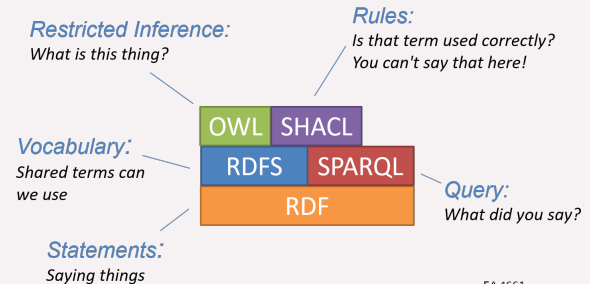 Restricted Inference:
What is this thing?
Rules:
Is that term used correctly?
You can't say that here!
OWL
SHACL
Vocabulary:
Shared terms can
we use
RDFS
SPARQL
Query:
What did you say?
RDF
Statements:
Saying things